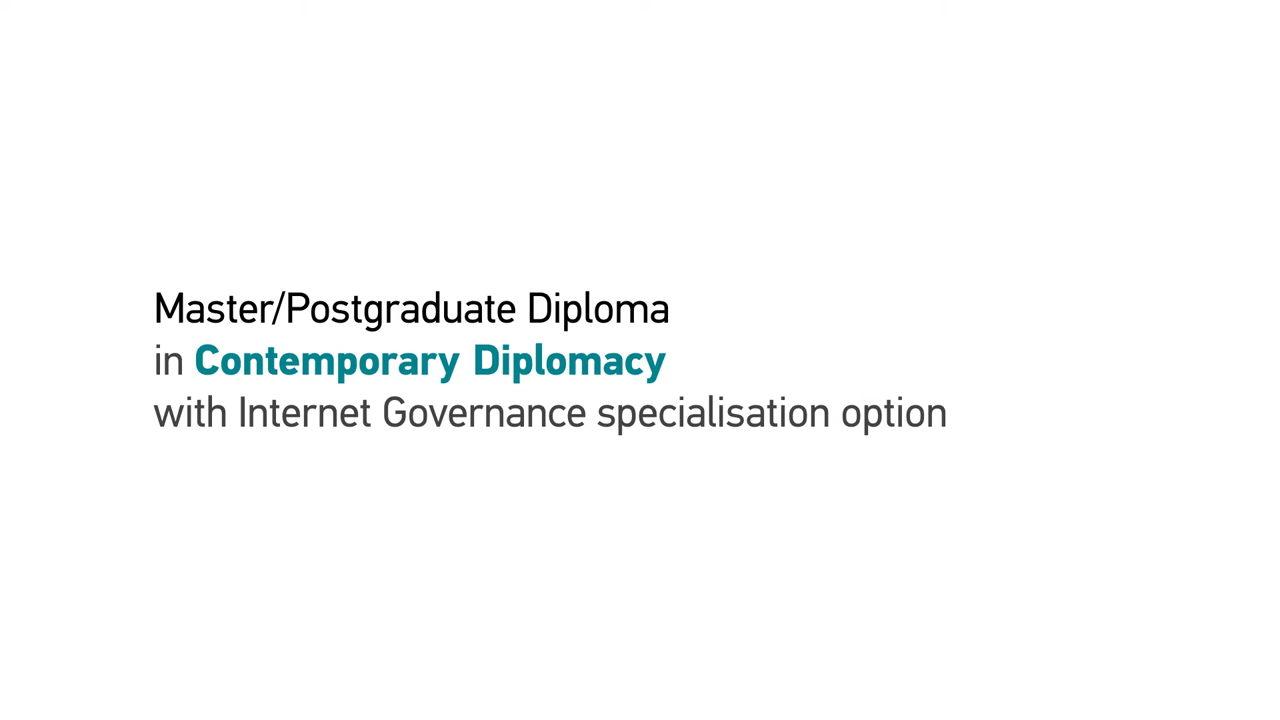 Master/Postgraduate Diploma
in Contemporary Diplomacy
with Internet Governance specialisation option